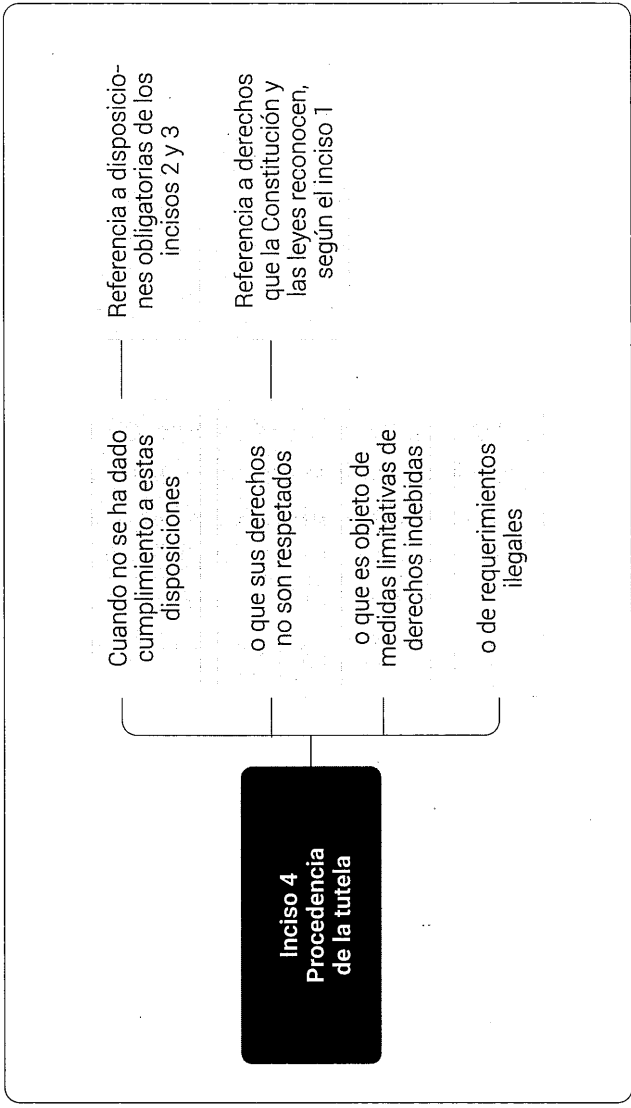 Inciso 4
Procedencia
de la tutela
Cuando no se ha dado
cumplimiento a estas
disposiciones
Referencia a disposicio-
nes obligatorias de los
incisos 2 y 3
o que sus derechos
no son respetados
Referencia a derechos
que la Constitución y
las leyes reconocen,
según el inciso 1
o que es objeto de
medidas limitativas de
derechos indebidas
o de requerimientos
ilegales